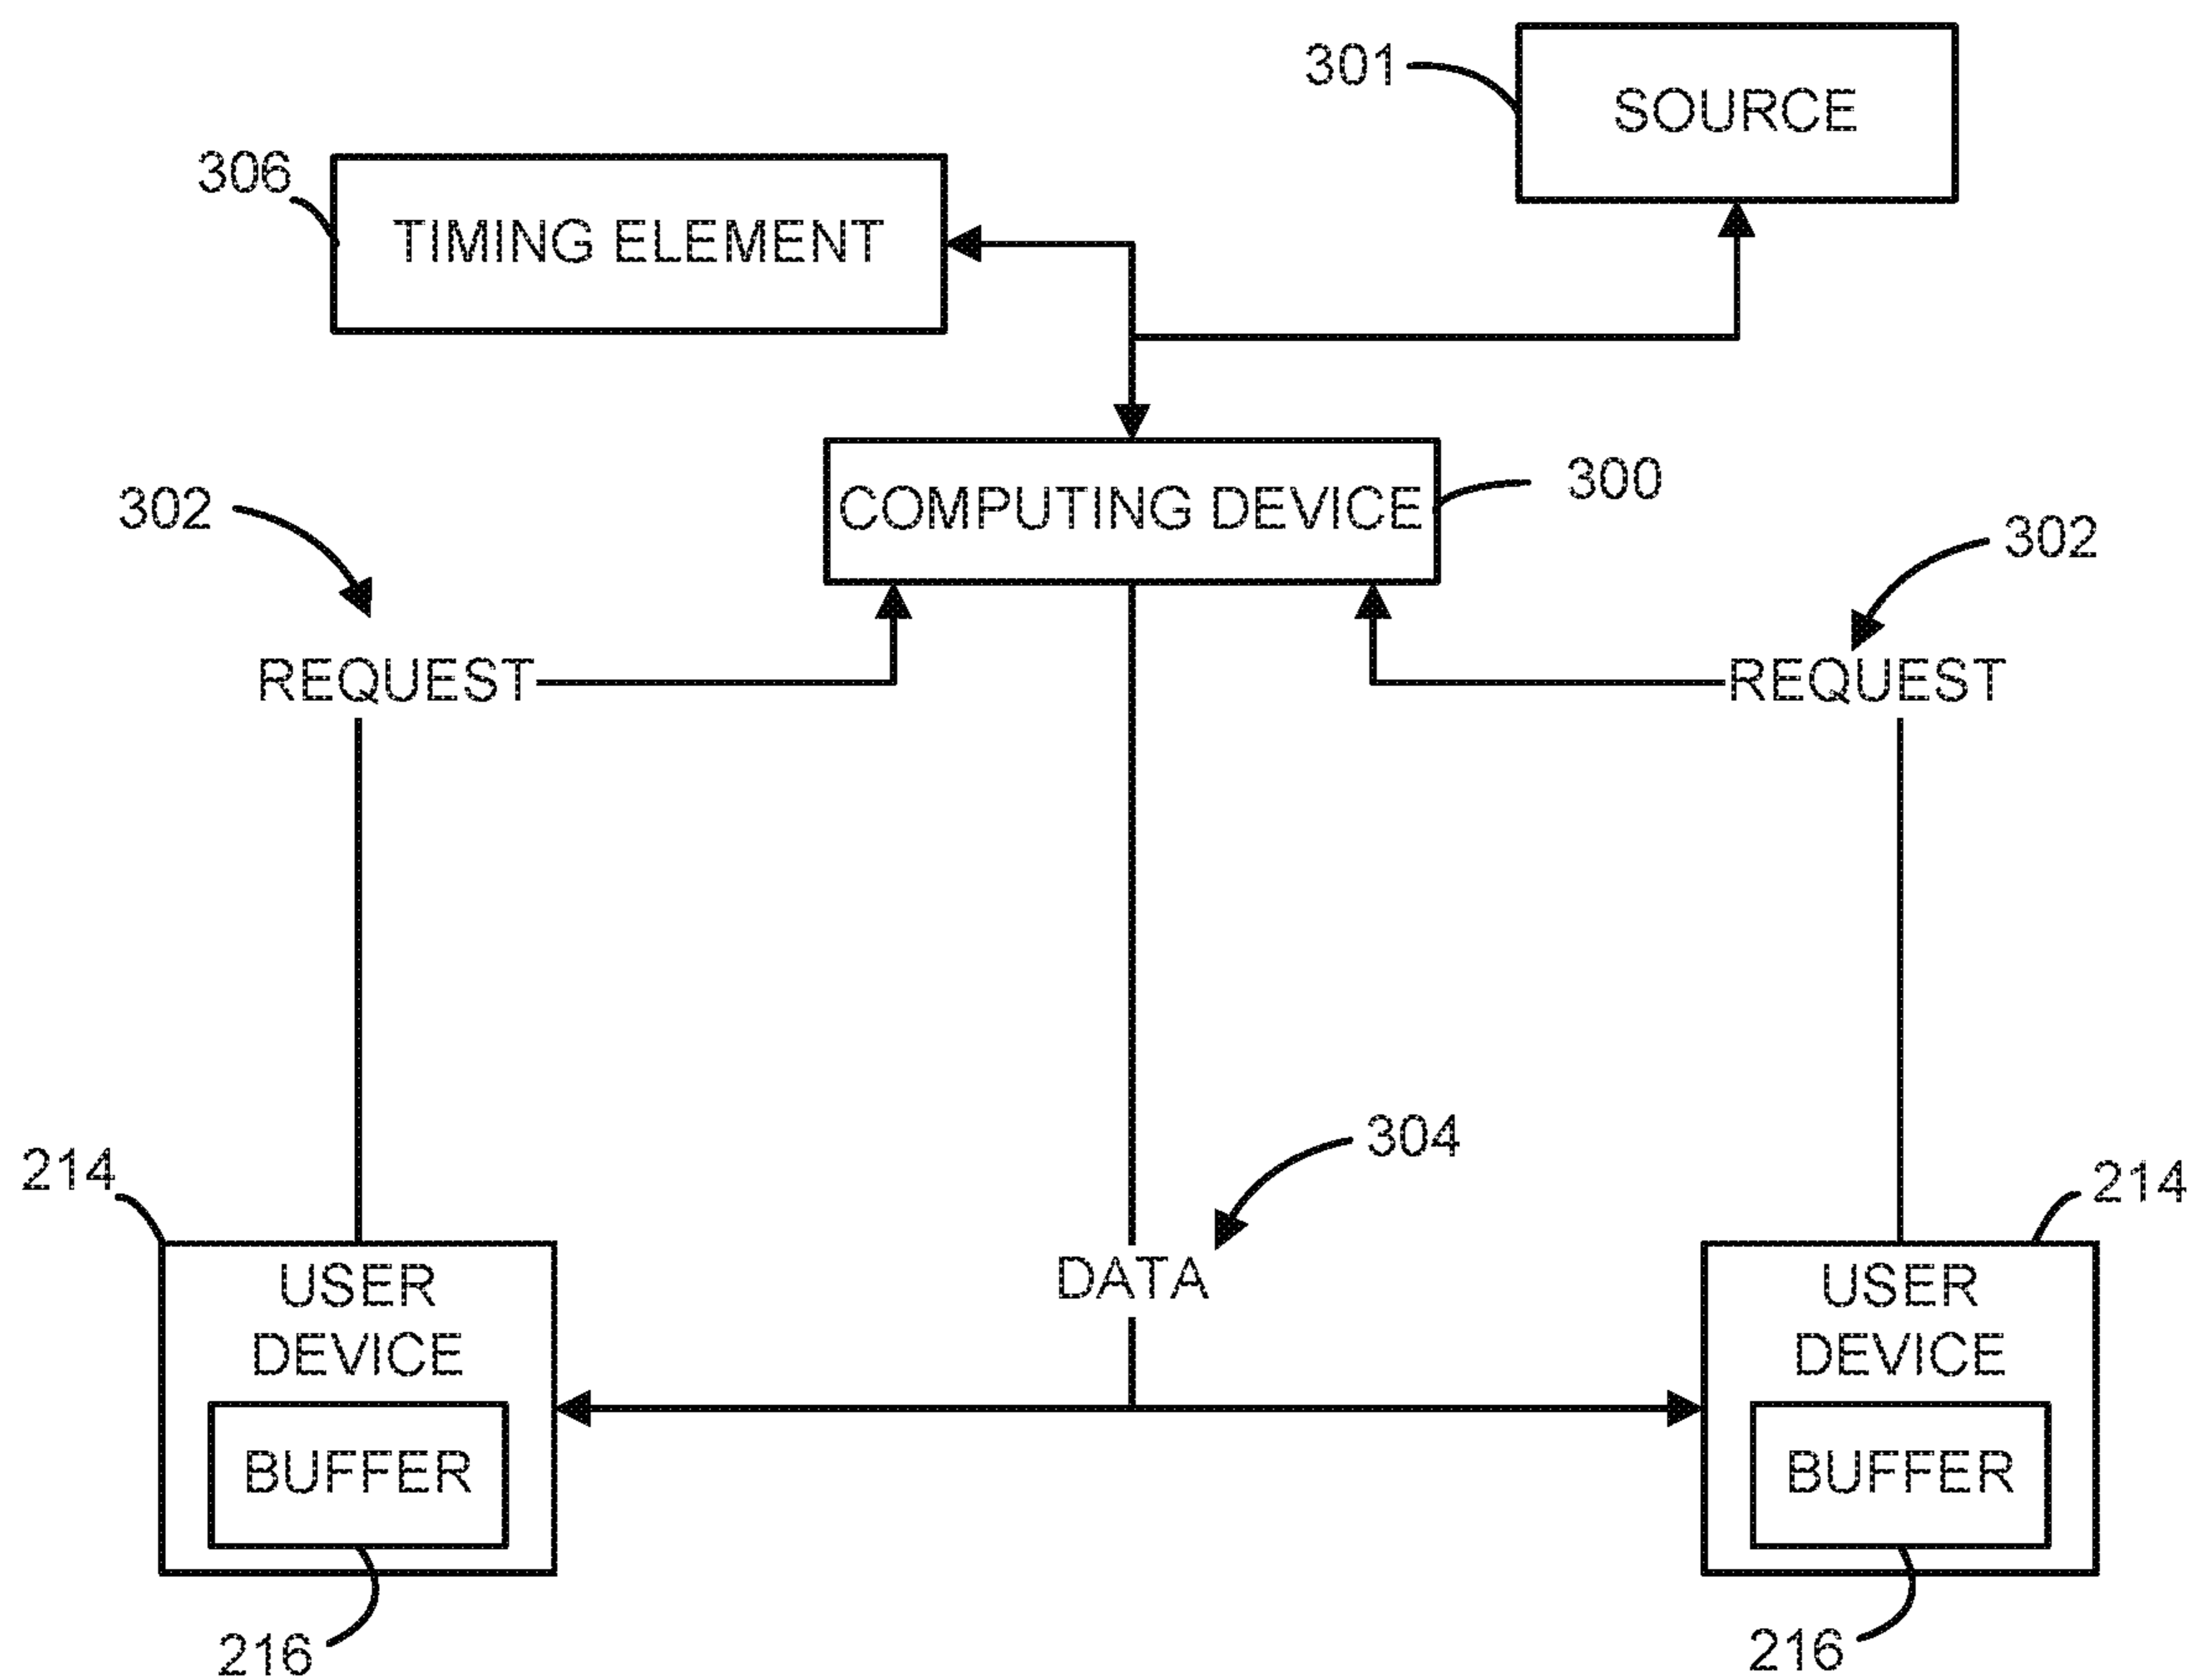 301
SOURCE
306
TIMING ELEMENT
300
COMPUTING DEVICE
302
302
REQUEST
REQUEST
304
214
214
USER
DEVICE
DATA
USER
DEVICE
BUFFER
BUFFER
216
216